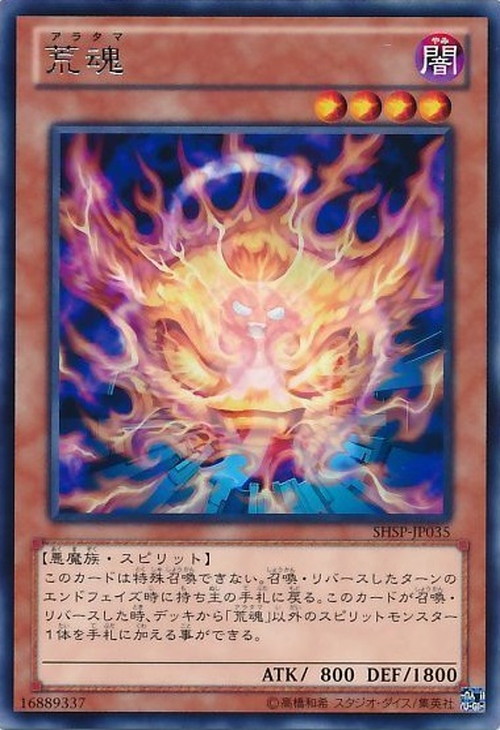 アラタマ
荒魂
やみ
闇
SHSP-JP035
【悪魔族・スピリット】
このカードは特殊召喚できない。召喚・リバースしたターンの
エンドフェイズ時に持ち主の手札に戻る。このカードが召喚・
リバースした時、デッキから「荒魂」以外のスピリットモンスター
1体を手札に加える事ができる。
ATK/ 800 DEF/1800
16889337
©高橋和希 スタジオ・ダイス/集英社